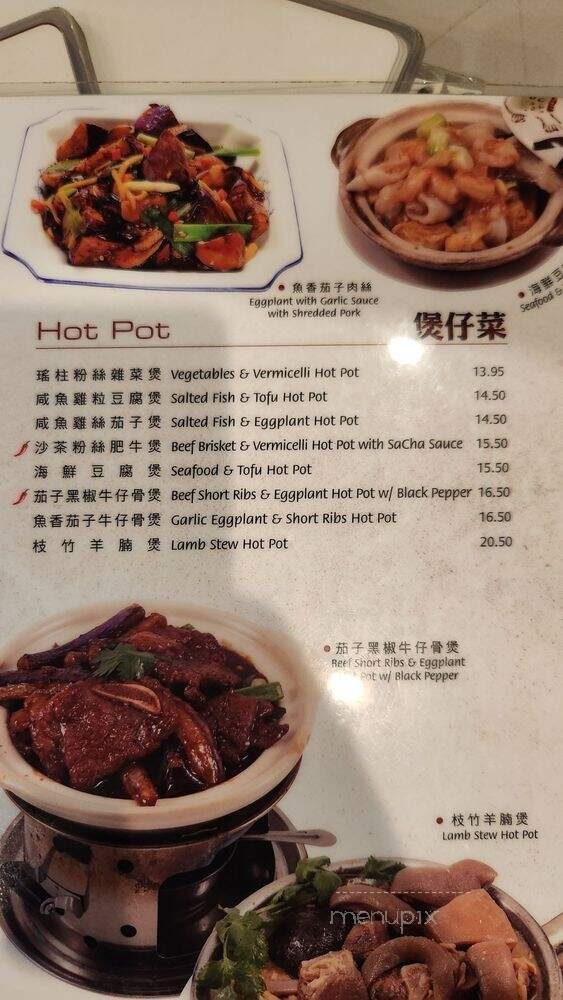 魚香茄子肉絲
Eggplant with Garlic Sauce
with Shredded Pork
海鮮豆
Seafood &
Hot Pot 煲仔菜
瑤柱粉絲雜菜煲 Vegetables & Vermicelli Hot Pot 13.95
咸魚雞粒豆腐煲 Salted Fish & Tofu Hot Pot 14.50
咸魚雞絲茄子煲 Salted Fish & Eggplant Hot Pot 14.50
沙茶粉絲肥牛煲 Beef Brisket & Vermicelli Hot Pot with SaCha Sauce 15.50
海鮮豆腐煲 Seafood & Tofu Hot Pot 15.50
茄子黑椒牛仔骨煲 Beef Short Ribs & Eggplant Hot Pot w/ Black Pepper 16.50
魚香茄子牛仔骨煲 Garlic Eggplant & Short Ribs Hot Pot 16.50
枝竹羊腩煲 Lamb Stew Hot Pot 20.50
茄子黑椒牛仔骨煲
Beef Short Ribs & Eggplant
Pot w/ Black Pepper
枝竹羊腩煲
Lamb Stew Hot Pot
menupix